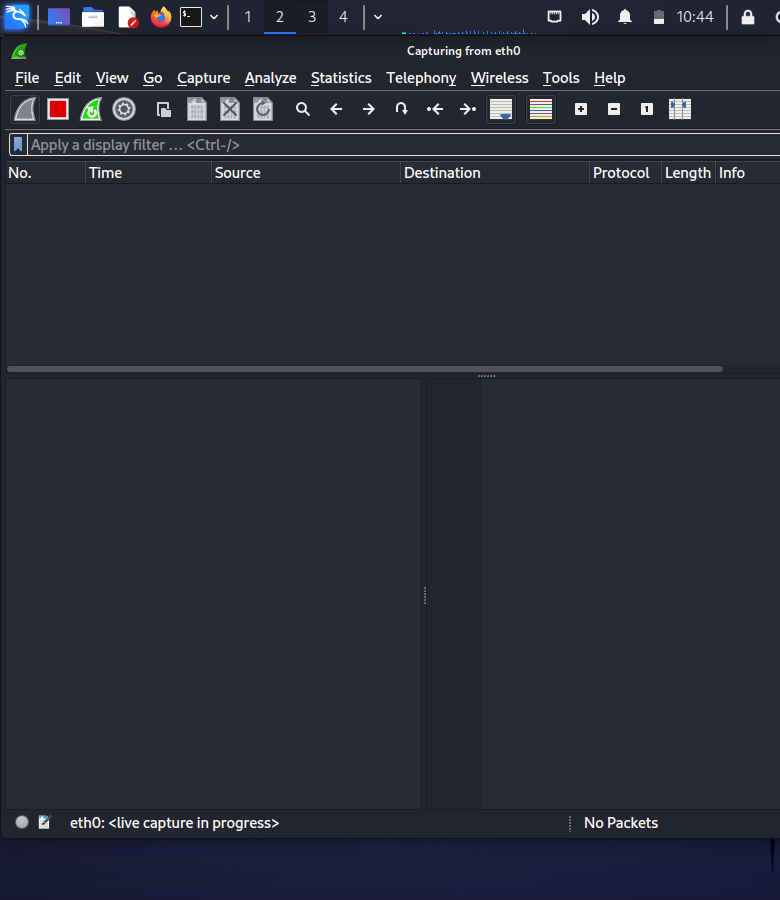 1 2 3 4 10:44
Capturing from eth0
File Edit View Go Capture Analyze Statistics Telephony Wireless Tools Help
Apply a display filter … <Ctrl-/>
No. Time Source Destination Protocol Length Info
eth0: <live capture in progress> No Packets